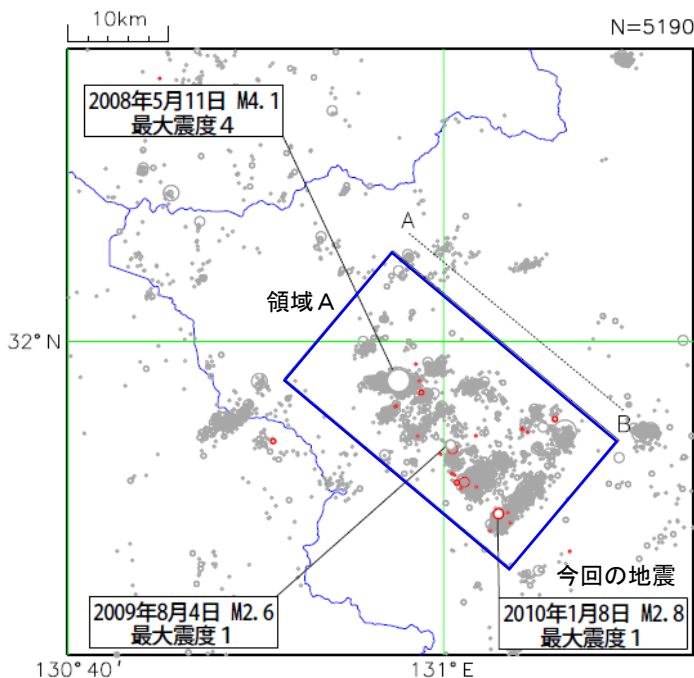 10km
N=5190
2008年5月11日 M4.1
最大震度4
A
領域A
32°N
B
今回の地震
2009年8月4日 M2.6
最大震度1
2010年1月8日 M2.8
最大震度1
130°40′
131°E